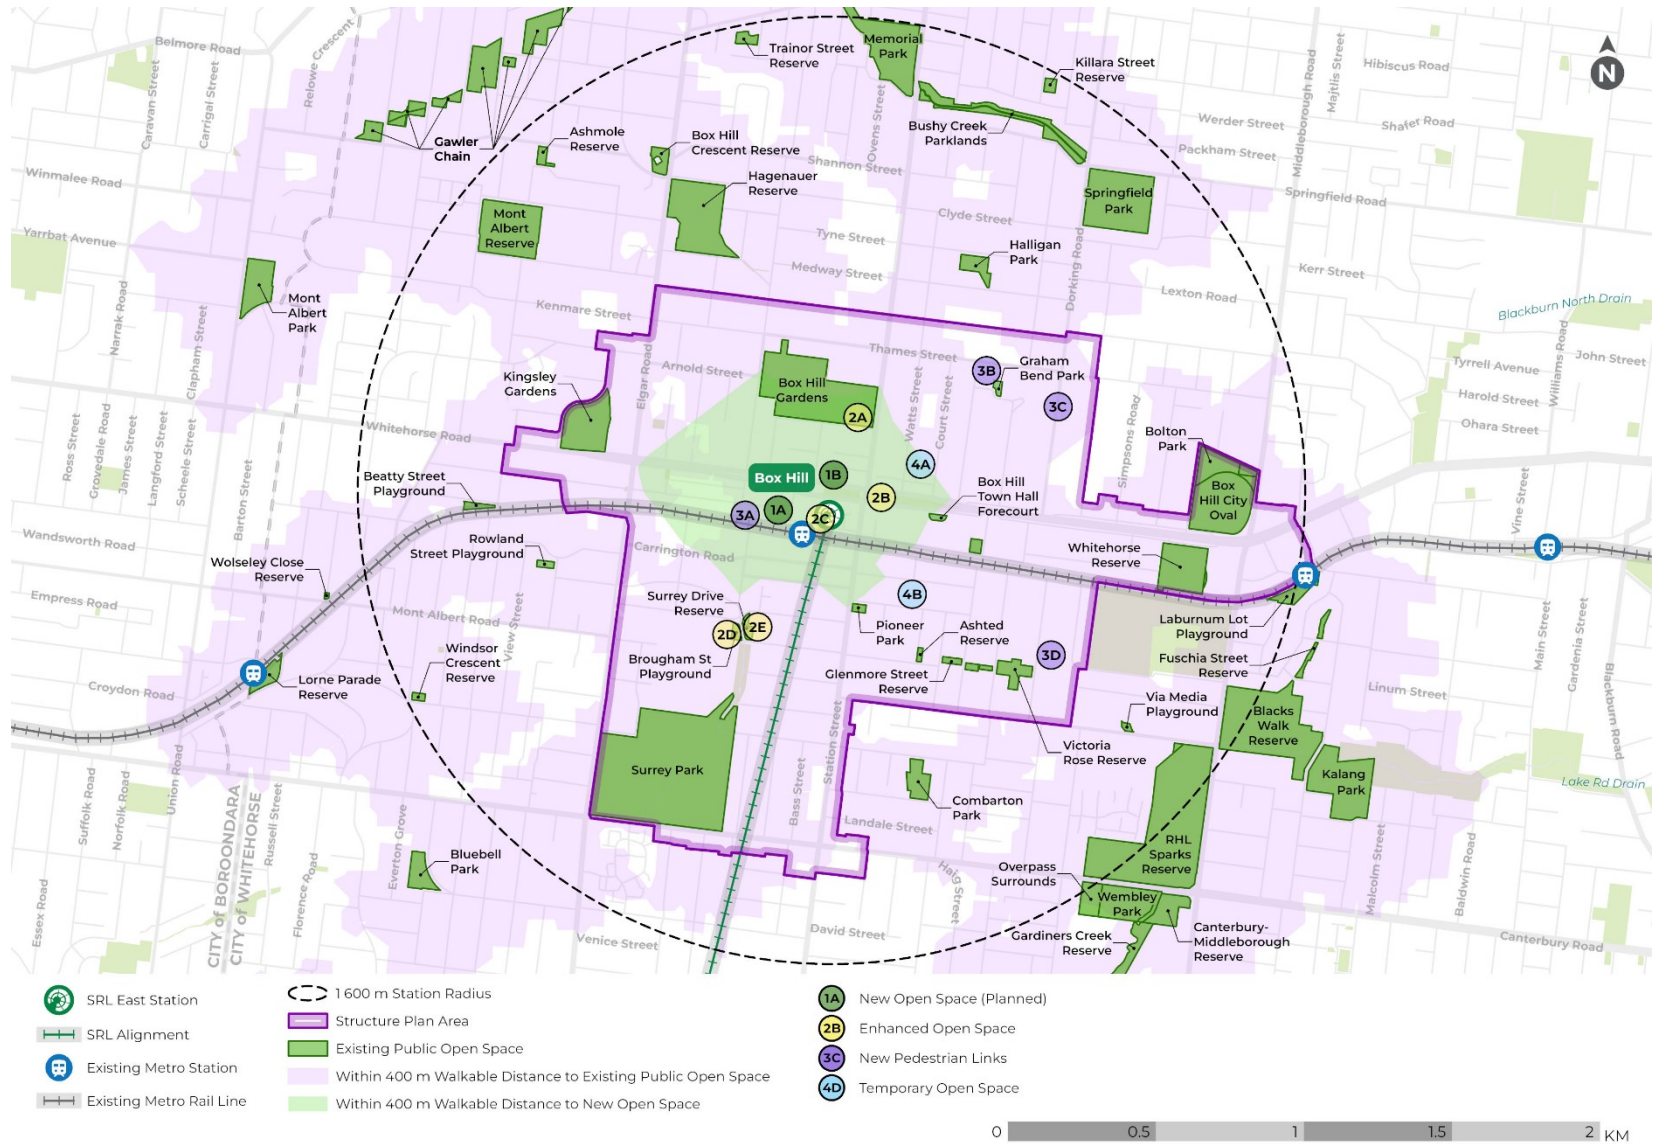 Belmore Road
Relowe Crescent
Caravan Street
Carrigal Street
Trainor Street
Reserve
Memorial
Park
Killara Street
Reserve
Middleborough Road
Majtlis Street
Hibiscus Road
N
Gawler
Chain
Ashmole
Reserve
Box Hill
Crescent Reserve
Ovens Street
Bushy Creek
Parklands
Werder Street
Shafer Road
Packham Street
Winmalee Road
Shannon Street
Hagenauer
Reserve
Springfield
Park
Springfield Road
Mont
Albert
Reserve
Clyde Street
Yarrbat Avenue
Tyne Street
Halligan
Park
Medway Street
Dorking Road
Kerr Street
Mont
Albert
Park
Narrak Road
Clapham Street
Kenmare Street
Lexton Road
Blackburn North Drain
Thames Street
Graham
Bend Park
3B
3C
Arnold Street
Elgar Road
Kingsley
Gardens
Box Hill
Gardens
2A
Watts Street
Court Street
Tyrrell Avenue
Williams Road
John Street
Harold Street
Ohara Street
Ross Street
Grovedale Road
James Street
Langford Street
Scheele Street
Barton Street
Whitehorse Road
Simpsons Road
Bolton
Park
Box
Hill City
Oval
Beatty Street
Playground
Box Hill
1B
4A
2B
Box Hill
Town Hall
Forecourt
3A
1A
2C
Vine Street
Wandsworth Road
Rowland
Street Playground
Carrington Road
Wolseley Close
Reserve
Whitehorse
Reserve
Empress Road
Mont Albert Road
View Street
Surrey Drive
Reserve
2D
2E
4B
Pioneer
Park
Ashted
Reserve
3D
Laburnum Lot
Playground
Fuschia Street
Reserve
Main Street
Gardenia Street
Blackburn Road
Windsor
Crescent
Reserve
Brougham St
Playground
Glenmore Street
Reserve
Croydon Road
Lorne Parade
Reserve
Linum Street
Via Media
Playground
Blacks
Walk
Reserve
Station Street
Bass Street
Victoria
Rose Reserve
Surrey Park
Kalang
Park
Lake Rd Drain
Suffolk Road
Norfolk Road
Union Road
CITY of BOROONDARA
CITY of WHITEHORSE
Russell Street
Combarton
Park
Landale Street
Everton Grove
Bluebell
Park
RHL
Sparks
Reserve
Overpass
Surrounds
Haig Street
Wembley
Park
Malcolm Street
Baldwin Road
Essex Road
Florence Road
Venice Street
David Street
Gardiners Creek
Reserve
Canterbury-
Middleborough
Reserve
Canterbury Road
SRL East Station
SRL Alignment
Existing Metro Station
Existing Metro Rail Line
1 600 m Station Radius
Structure Plan Area
Existing Public Open Space
Within 400 m Walkable Distance to Existing Public Open Space
Within 400 m Walkable Distance to New Open Space
1A New Open Space (Planned)
2B Enhanced Open Space
3C New Pedestrian Links
4D Temporary Open Space
0 0.5 1 1.5 2 KM